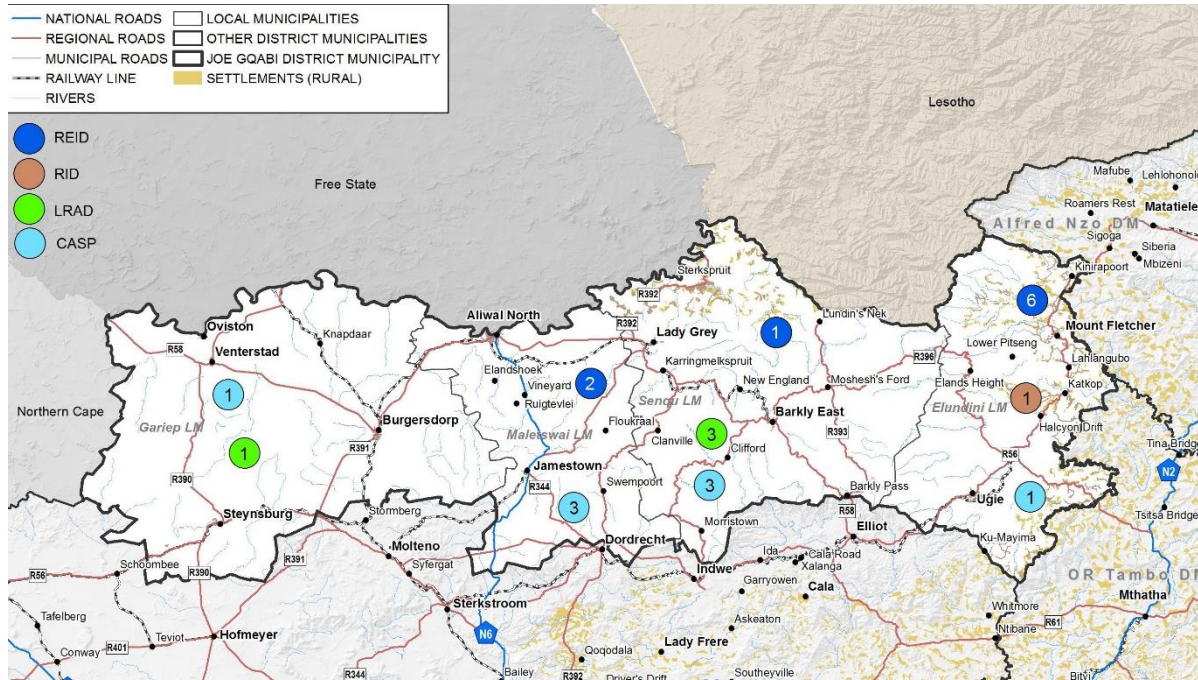 NATIONAL ROADS
LOCAL MUNICIPALITIES
REGIONAL ROADS
OTHER DISTRICT MUNICIPALITIES
MUNICIPAL ROADS
JOE GQABI DISTRICT MUNICIPALITY
RAILWAY LINE
SETTLEMENTS (RURAL)
RIVERS
REID
RID
LRAD
CASP
Lesotho
Free State
Northern Cape
Mafube
Lehlohonolo
Roamers Rest
Matatiele
Alfred Nzo DM
Sigoga
Siberia
Mbizeni
Kinirapoort
Sterkspruit
R392
6
Oviston
Knapdaar
Aliwal North
R392
Lady Grey
1
Lundin's Nek
Mount Fletcher
R58
Venterstad
Lower Pitseng
Lahlangubo
R396
Karringmelkspruit
Elandshoek
Vineyard
2
New England
Moshesh's Ford
Elands Height
Katkop
1
Ruigtevlei
Senqu LM
Elundini LM
1
Gariep LM
Burgersdorp
Maletswai LM
Floukraal
Clanville
3
Barkly East
R393
Halcyon Drift
R391
1
Clifford
R56
Tina Bridge
Jamestown
N2
R390
R344
Swempoort
3
Barkly Pass
Ugie
1
3
R58
Tsitsa Bridge
Steynsburg
Stormberg
Morristown
Elliot
Molteno
Dordrecht
Ku-Mayima
Ida
Cala Road
Xalanga
Schoombee
R56
R390
R391
Syfergat
Indwe
Garryowen
Cala
OR Tambo DM
Mthatha
Sterkstroom
Whitmore
Tafelberg
Teviot
Hofmeyer
N6
Askeaton
Ntibane
R61
R401
Conway
Lady Frere
Qoqodala
R344
Bailey
R392
Driver's Drift
Southeyville
Bityi